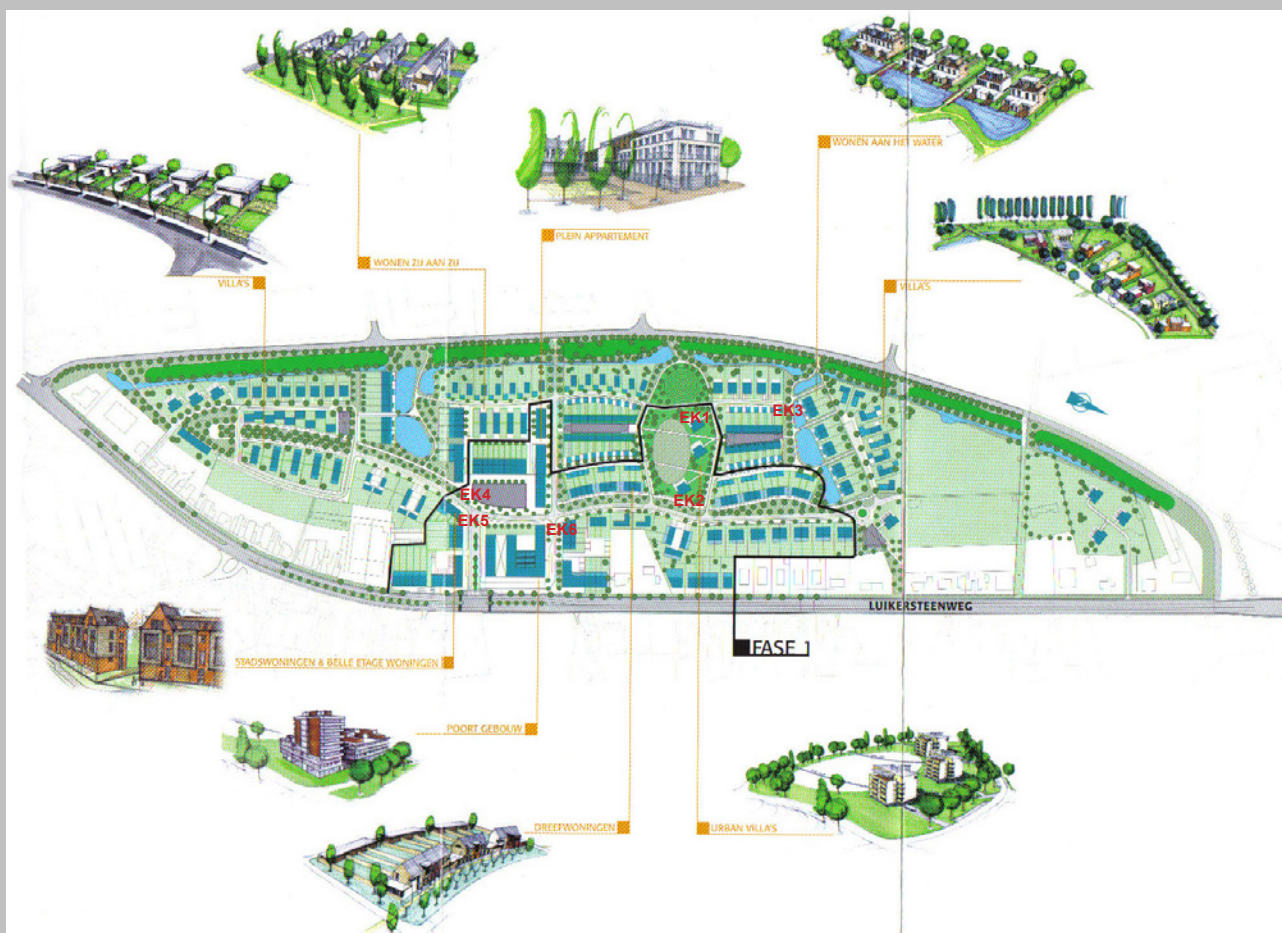 WONEN AAN HET WATER
PLEIN APPARTEMENT
WONEN ZIJ AAN ZIJ
VILLA'S
VILLA'S
EK1
EK3
EK4
EK2
EK5
EK6
LUIKERSTEENWEG
FASE 1
STADSWONINGEN & BELLE ETAGE WONINGEN
POORT GEBOUW
DREEFWONINGEN
URBAN VILLA'S